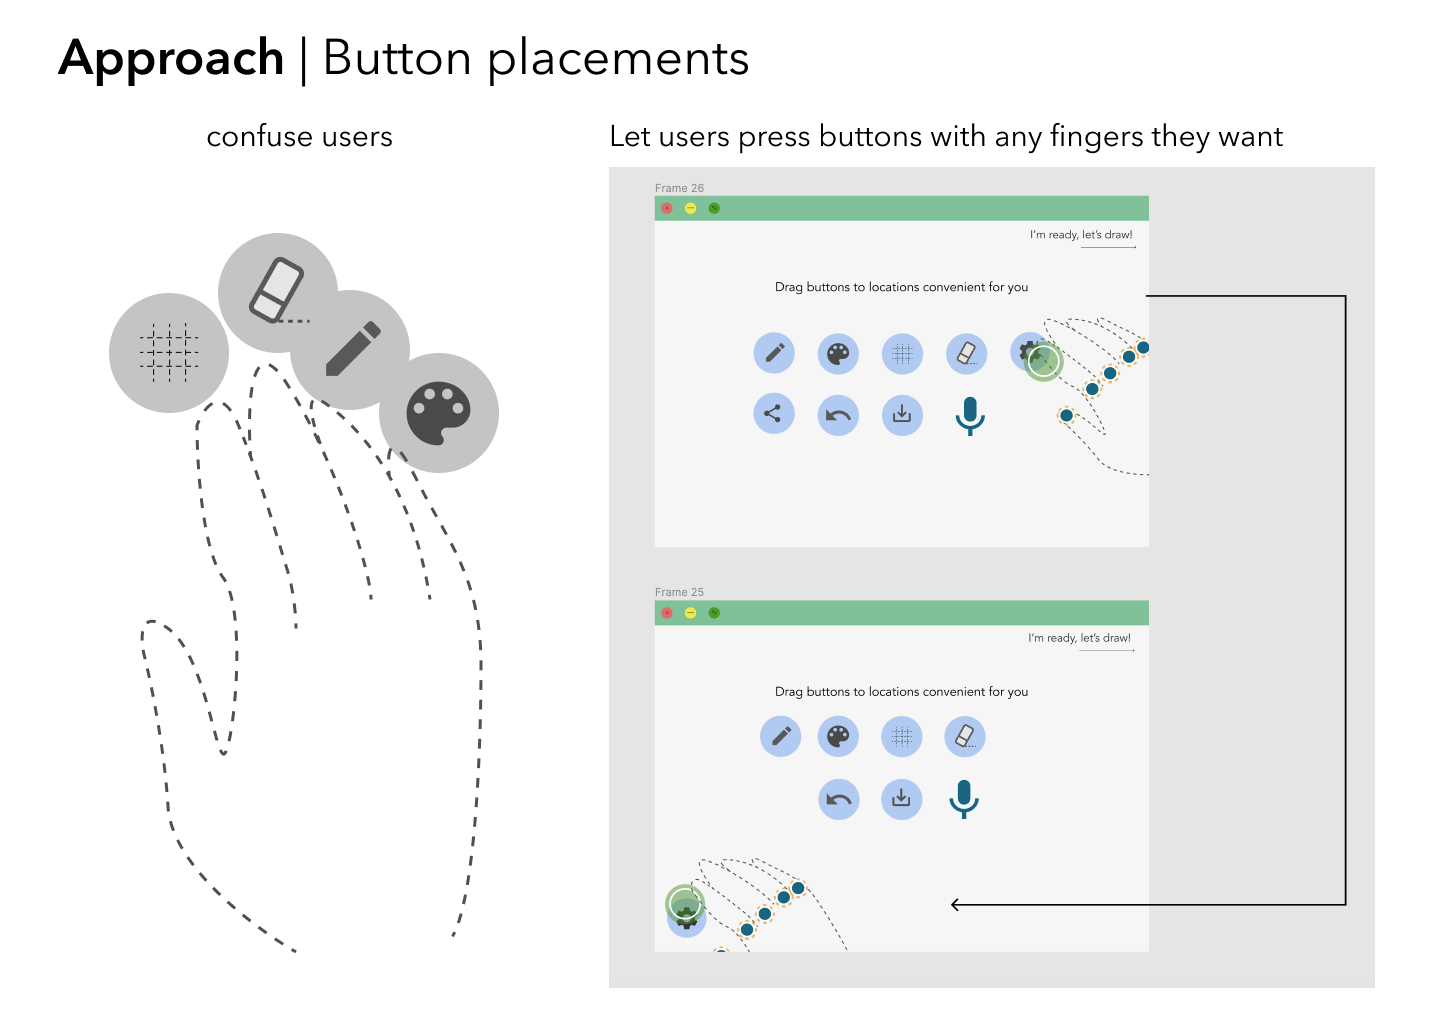 Approach | Button placements
confuse users
Let users press buttons with any fingers they want
Frame 26
I'm ready, let's draw!
Drag buttons to locations convenient for you
Frame 25
I'm ready, let's draw!
Drag buttons to locations convenient for you